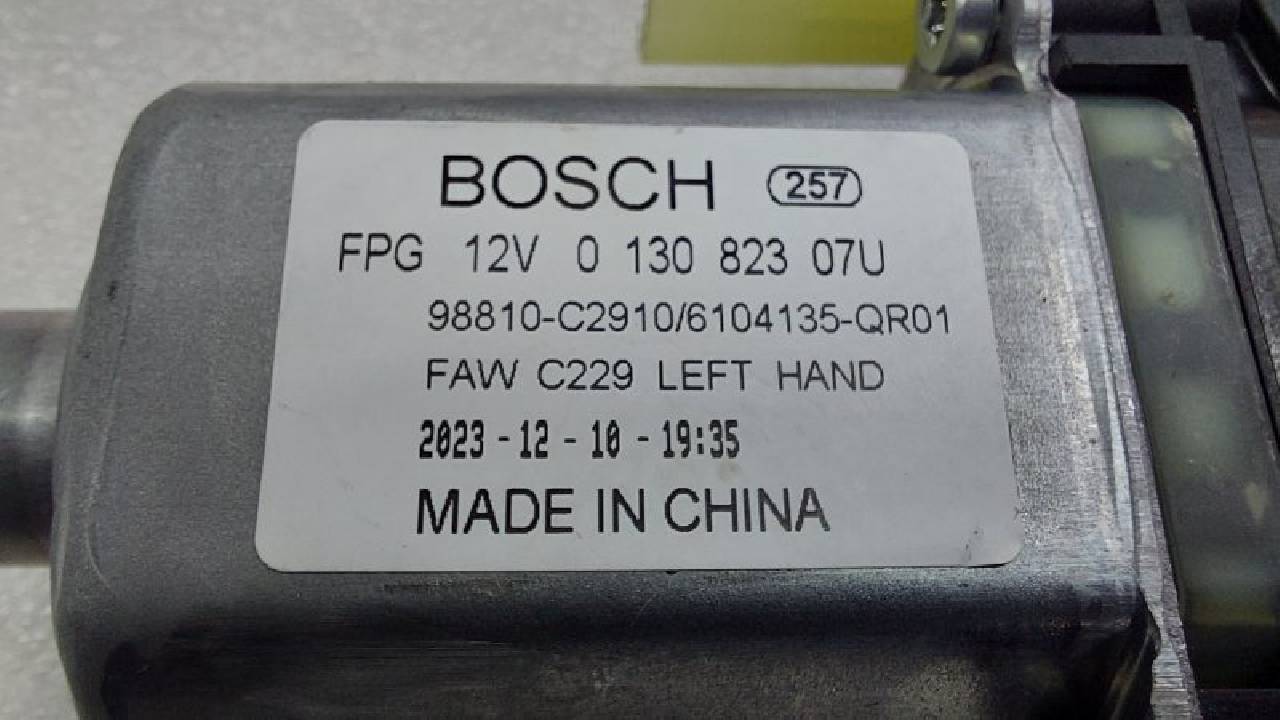 BOSCH 257
FPG 12V 0 130 823 07U
98810-C2910/6104135-QR01
FAW C229 LEFT HAND
2023-12-10-19:35
MADE IN CHINA